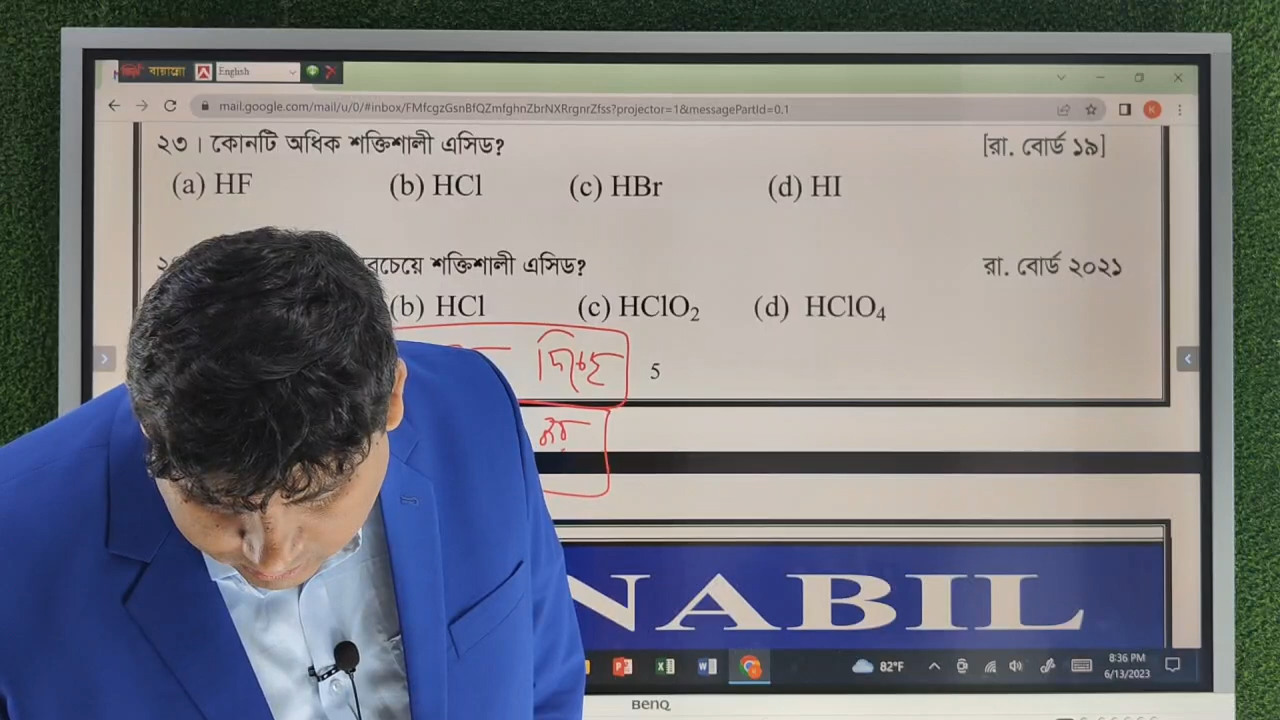 বায়ান্নো English
mail.google.com/mail/u/0/#inbox/FMfcgzGsnBfQZmfghnZbrNXRrgnrZfss?projector=1&messagePartId=0.1
২৩। কোনটি অধিক শক্তিশালী এসিড? [রা. বোর্ড ১৯]
(a) HF (b) HCl (c) HBr (d) HI
শক্তিশালী এসিড? রা. বোর্ড ২০২১
(b) HCl (c) HClO₂ (d) HClO₄
5
NABIL
82°F 8:36 PM
6/13/2023
BenQ